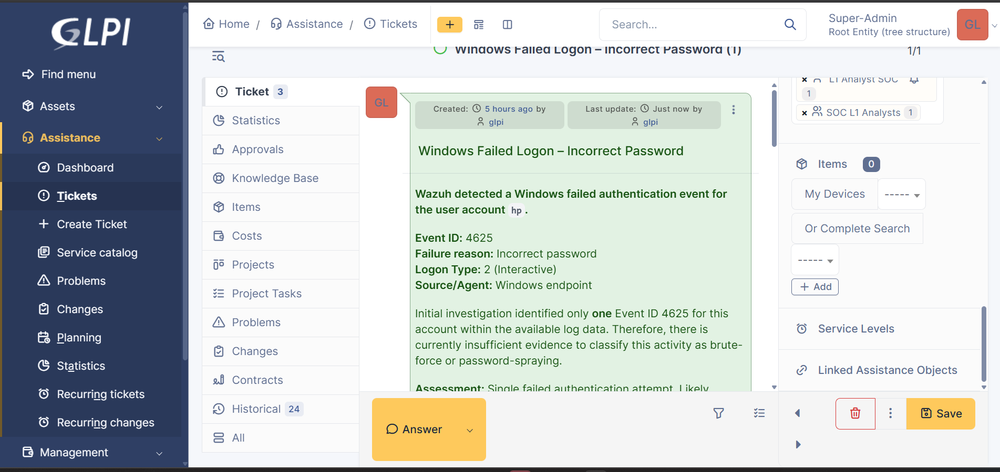 GLPI
Find menu
Assets
Assistance
Dashboard
Tickets
Create Ticket
Service catalog
Problems
Changes
Planning
Statistics
Recurring tickets
Recurring changes
Management
Home / Assistance / Tickets
Search...
Super-Admin
Root Entity (tree structure)
GL
Windows Failed Logon – Incorrect Password (1)
1/1
Ticket 3
Statistics
Approvals
Knowledge Base
Items
Costs
Projects
Project Tasks
Problems
Changes
Contracts
Historical 24
All
GL
Created: 5 hours ago by
glpi
Last update: Just now by
glpi
Windows Failed Logon – Incorrect Password
Wazuh detected a Windows failed authentication event for
the user account hp.
Event ID: 4625
Failure reason: Incorrect password
Logon Type: 2 (Interactive)
Source/Agent: Windows endpoint
Initial investigation identified only one Event ID 4625 for this
account within the available log data. Therefore, there is
currently insufficient evidence to classify this activity as brute-
force or password-spraying.
Assessment: Single failed authentication attempt. Likely
Answer
L1 Analyst SOC
1
SOC L1 Analysts 1
Items 0
My Devices
-----
Or Complete Search
-----
+ Add
Service Levels
Linked Assistance Objects
Save